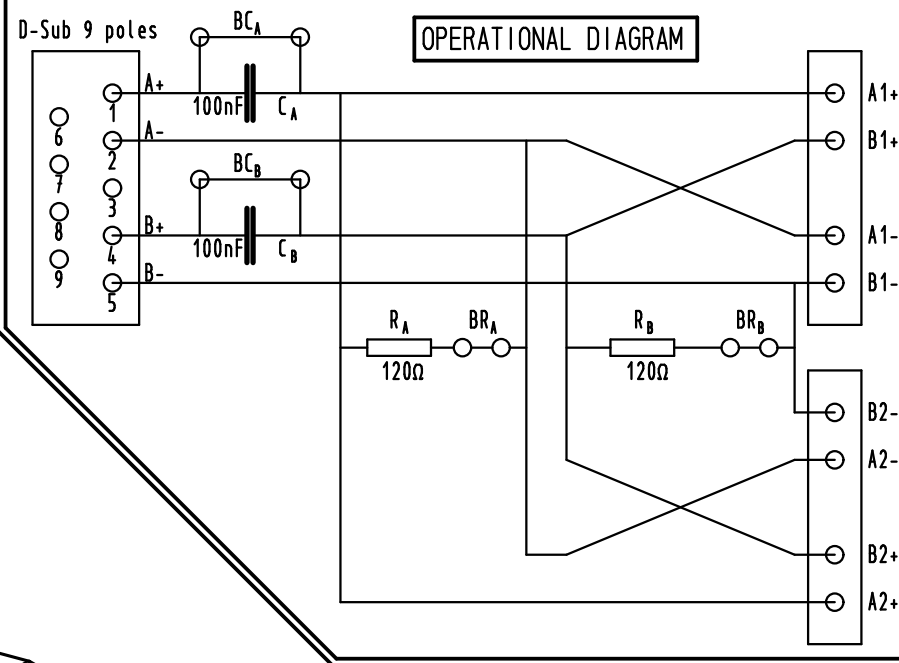 D-Sub 9 poles
BCA
OPERATIONAL DIAGRAM
A+
100nF
CA
A1+
1
6
A-
B1+
2
BCB
7
3
8
B+
A1-
100nF
CB
4
9
B-
B1-
5
RA
BRA
RB
BRB
120Ω
120Ω
B2-
A2-
B2+
A2+